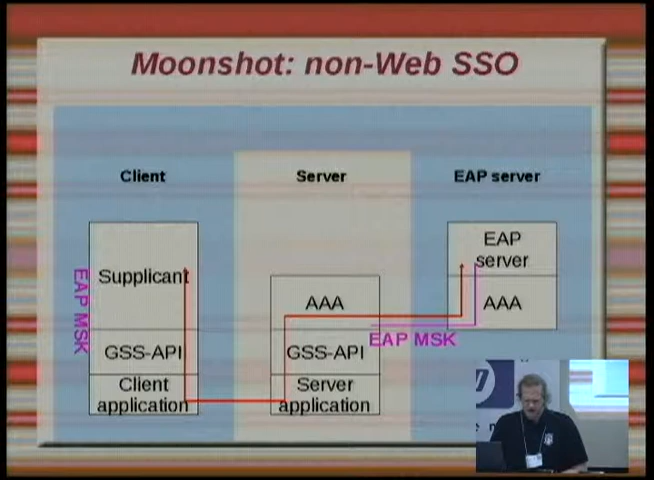 Moonshot: non-Web SSO
Client
Server
EAP server
Supplicant
EAP MSK
GSS-API
Client
application
AAA
GSS-API
Server
application
EAP
server
AAA
EAP MSK